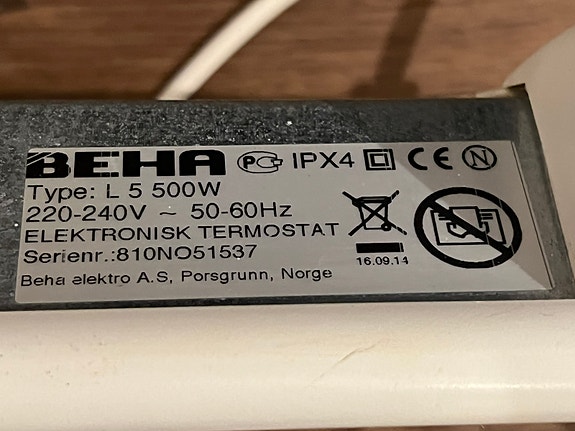 BEHA PG IPX4 CE N
Type: L 5 500W
220-240V ~ 50-60Hz
ELEKTRONISK TERMOSTAT
Serienr.:810NO51537
16.09.14
Beha elektro A.S, Porsgrunn, Norge